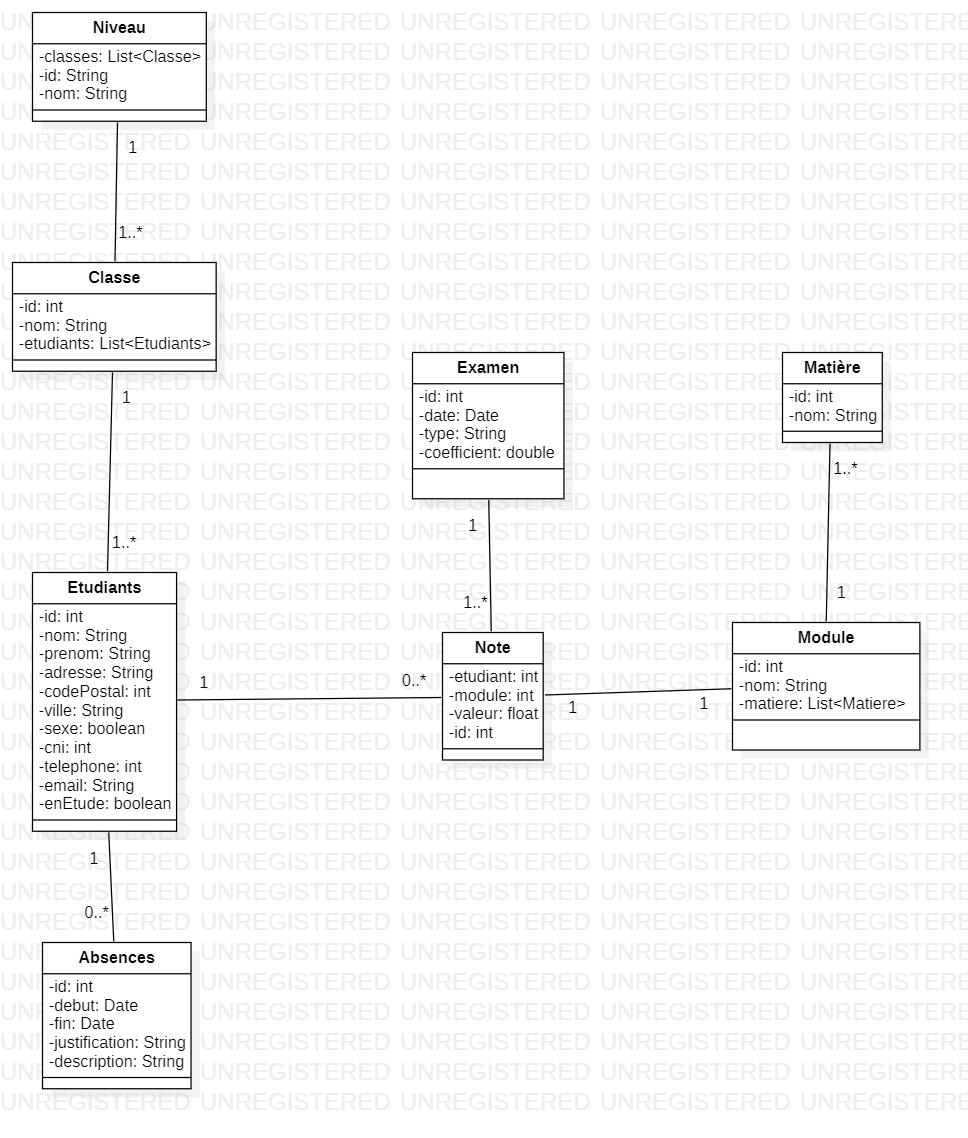 Niveau
-classes: List<Classe>
-id: String
-nom: String
1
1..*
Classe
-id: int
-nom: String
-etudiants: List<Etudiants>
1
1..*
Examen
-id: int
-date: Date
-type: String
-coefficient: double
1
1..*
Matière
-id: int
-nom: String
1..*
1
Etudiants
-id: int
-nom: String
-prenom: String
-adresse: String
-codePostal: int
-ville: String
-sexe: boolean
-cni: int
-telephone: int
-email: String
-enEtude: boolean
1
0..*
Note
-etudiant: int
-module: int
-valeur: float
-id: int
1
1
Module
-id: int
-nom: String
-matiere: List<Matiere>
1
0..*
Absences
-id: int
-debut: Date
-fin: Date
-justification: String
-description: String
UNREGISTERED